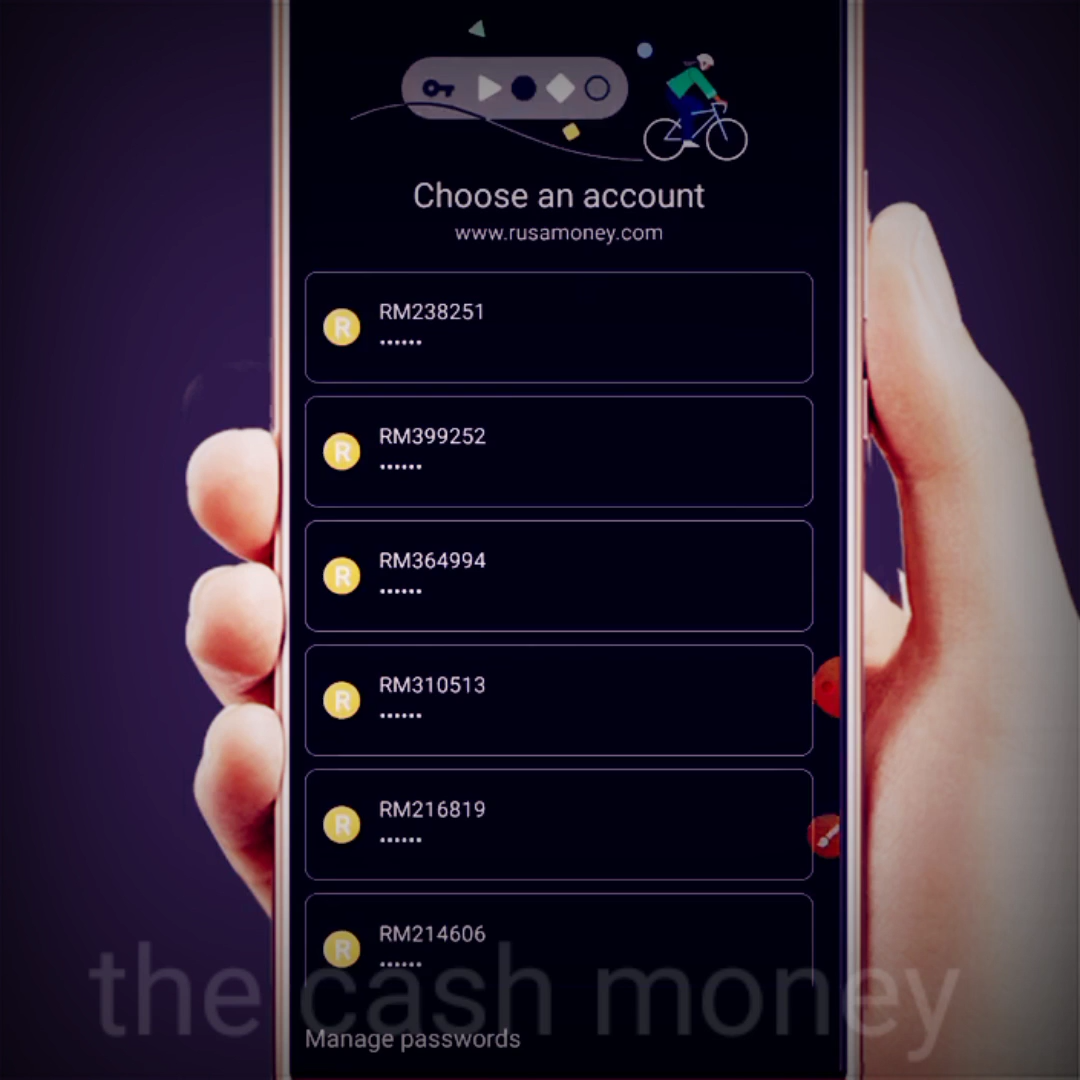 Choose an account
www.rusamoney.com
R
RM238251
••••••
R
RM399252
••••••
R
RM364994
••••••
R
RM310513
••••••
R
RM216819
••••••
R
RM214606
••••••
the cash money
Manage passwords